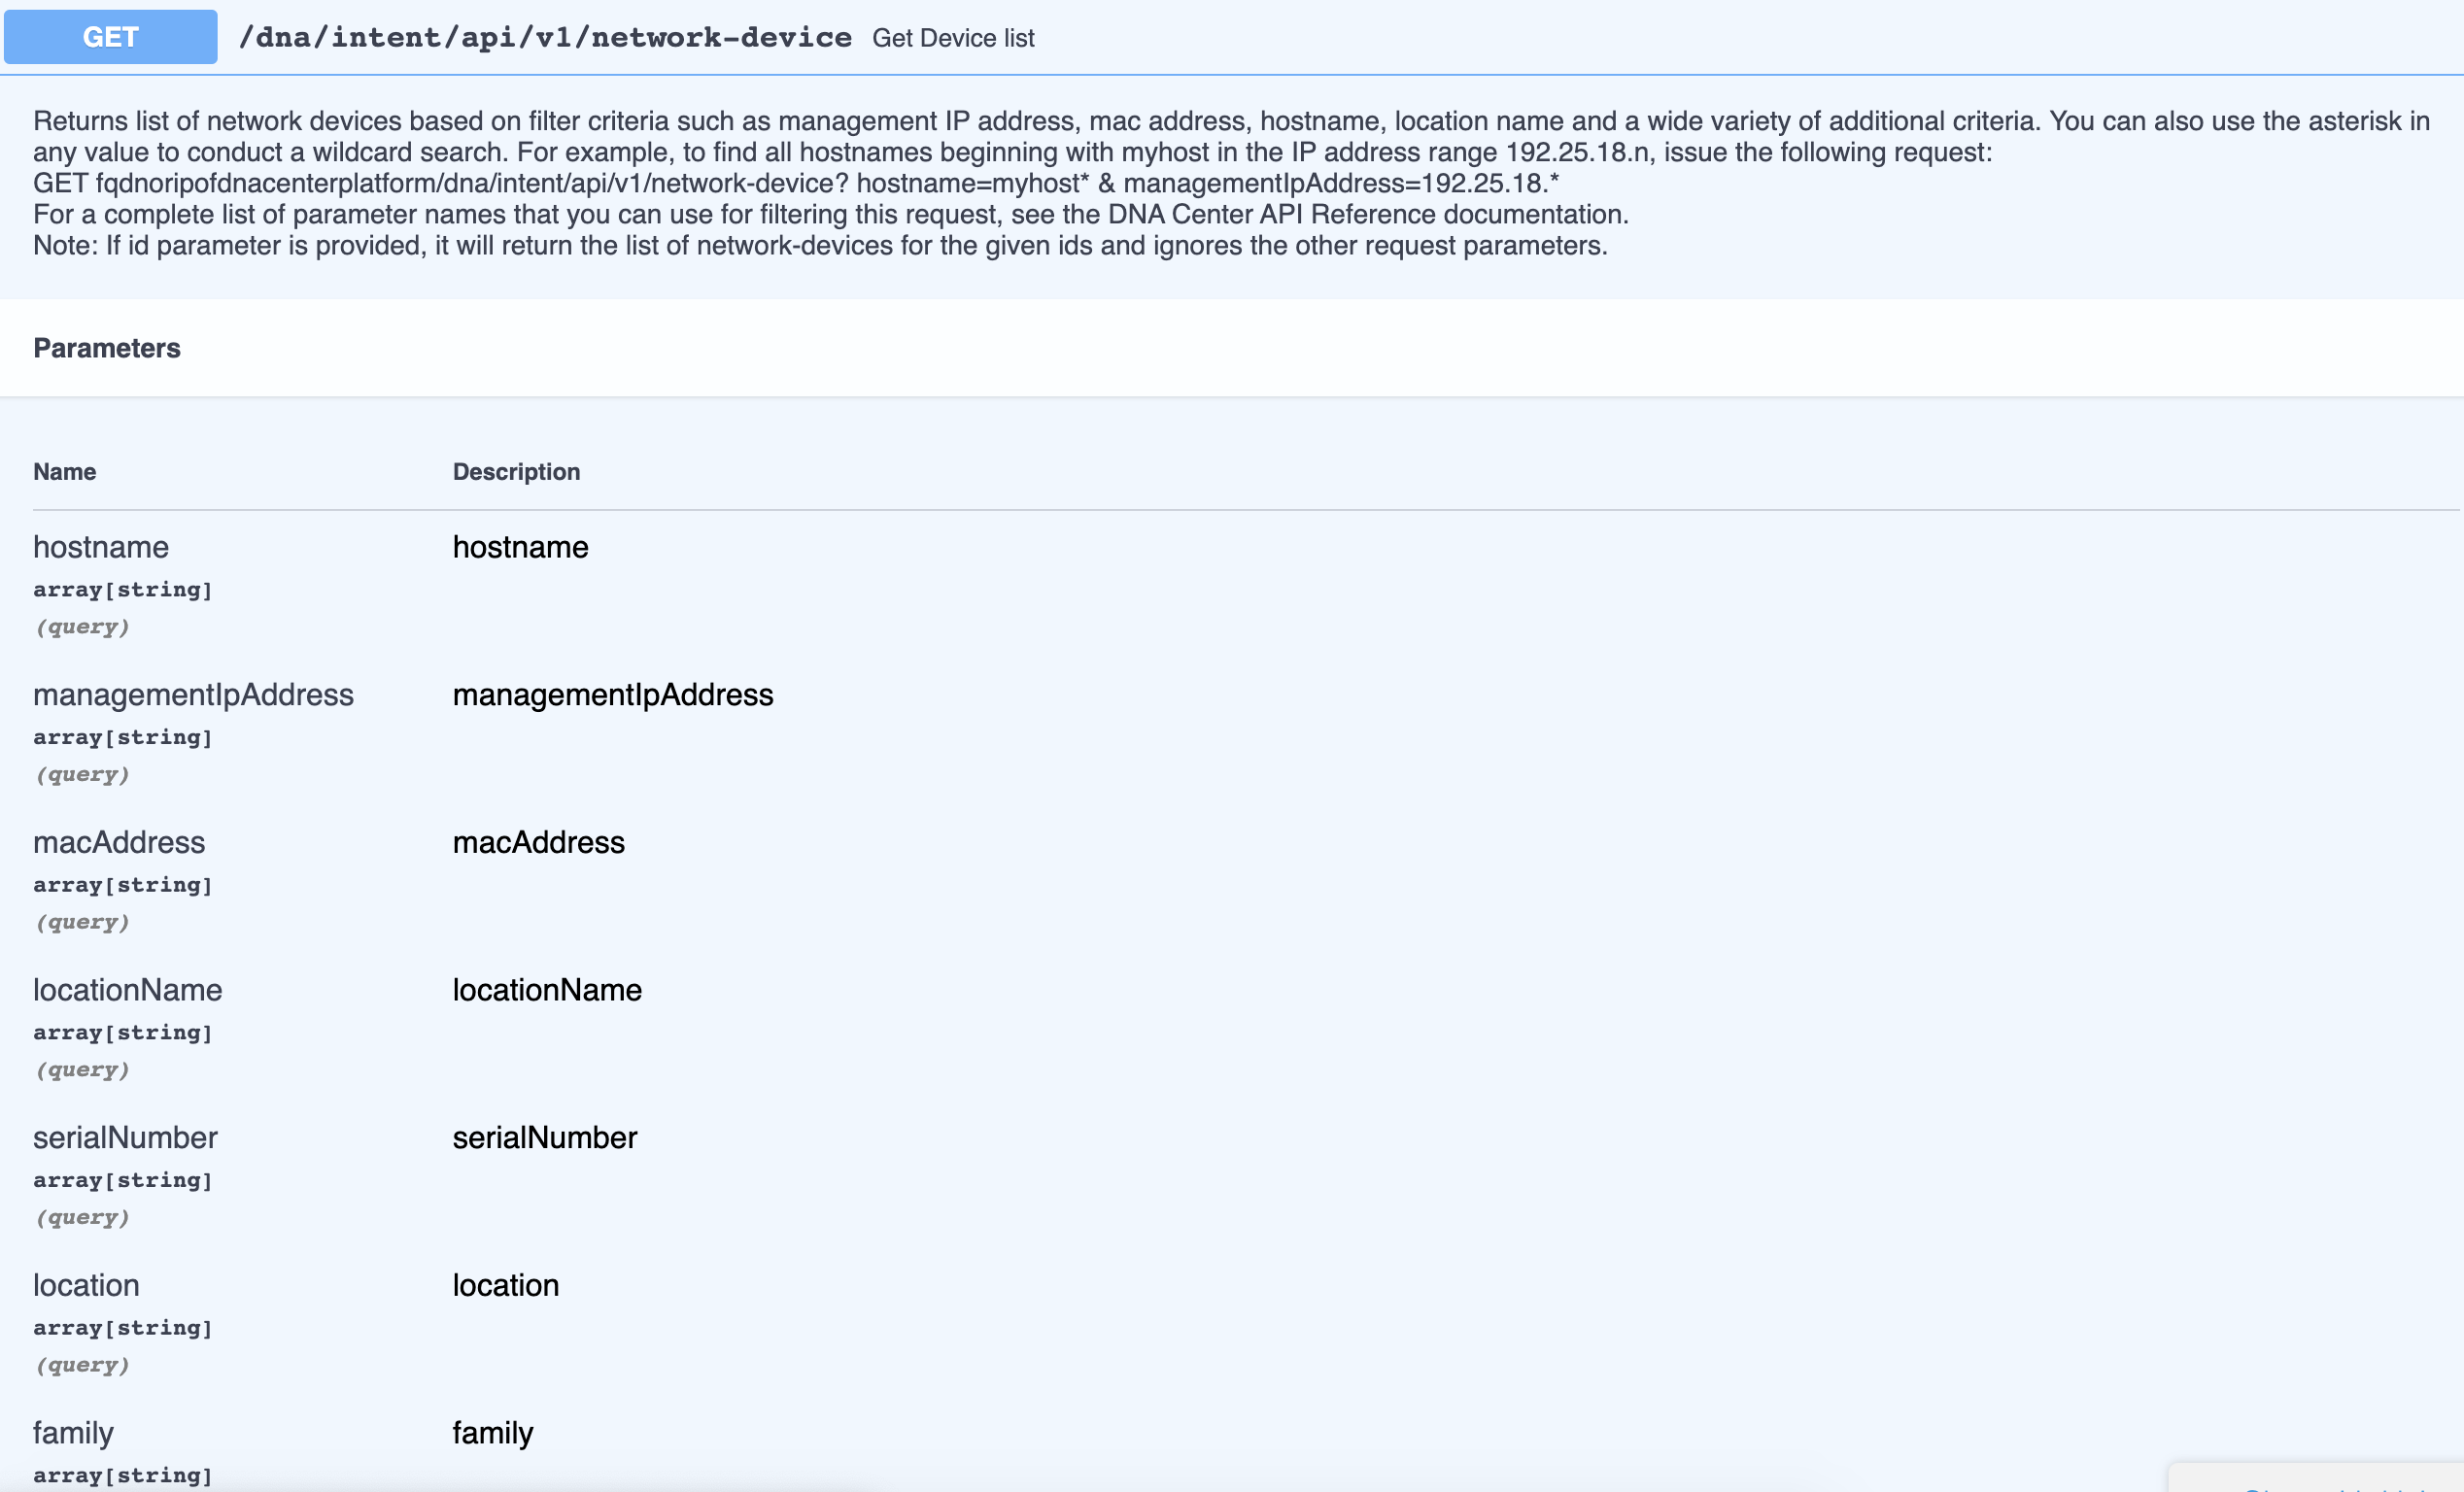 GET /dna/intent/api/v1/network-device Get Device list
Returns list of network devices based on filter criteria such as management IP address, mac address, hostname, location name and a wide variety of additional criteria. You can also use the asterisk in
any value to conduct a wildcard search. For example, to find all hostnames beginning with myhost in the IP address range 192.25.18.n, issue the following request:
GET fqdnoripofdnacenterplatform/dna/intent/api/v1/network-device? hostname=myhost* & managementIpAddress=192.25.18.*
For a complete list of parameter names that you can use for filtering this request, see the DNA Center API Reference documentation.
Note: If id parameter is provided, it will return the list of network-devices for the given ids and ignores the other request parameters.
Parameters
Name Description
hostname hostname
array[string]
(query)
managementIpAddress managementIpAddress
array[string]
(query)
macAddress macAddress
array[string]
(query)
locationName locationName
array[string]
(query)
serialNumber serialNumber
array[string]
(query)
location location
array[string]
(query)
family family
array[string]